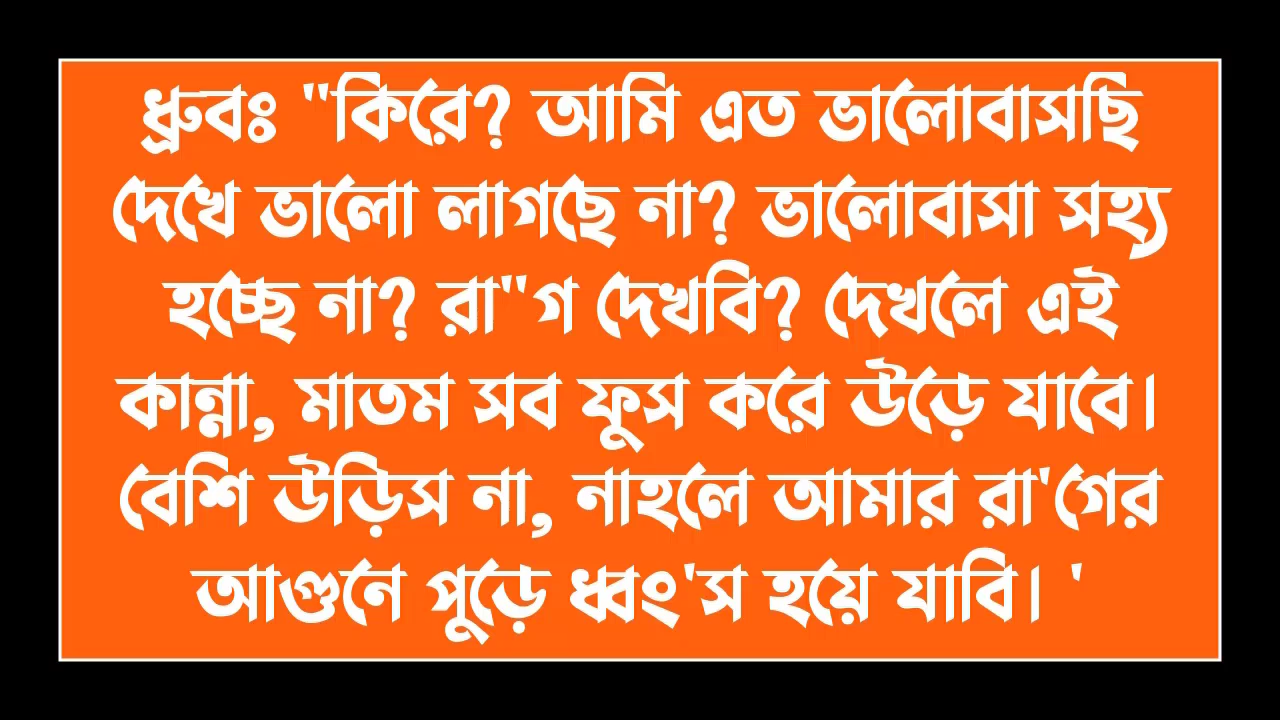 ধ্রুবঃ "কিরে? আমি এত ভালোবাসছি
দেখে ভালো লাগছে না? ভালোবাসা সহ্য
হচ্ছে না? রা"গ দেখবি? দেখলে এই
কান্না, মাতম সব ফুস করে উড়ে যাবে।
বেশি উড়িস না, নাহলে আমার রা'গের
আগুনে পুড়ে ধ্বং'স হয়ে যাবি। '